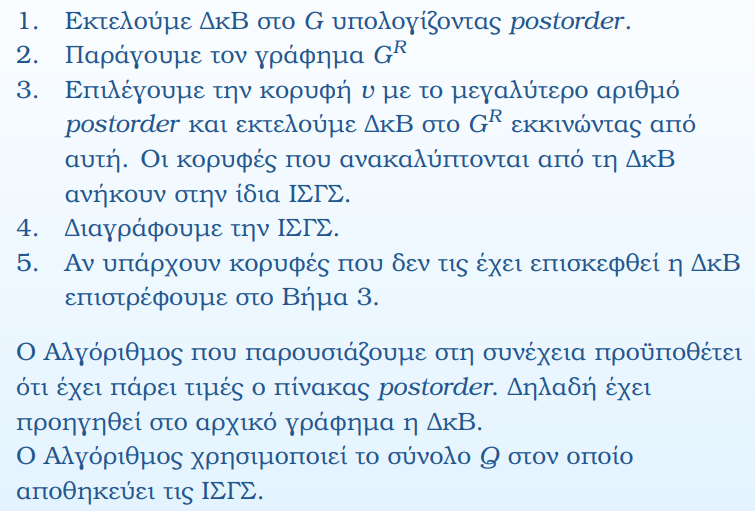 1. Εκτελούμε ΔκΒ στο G υπολογίζοντας postorder.
2. Παράγουμε τον γράφημα G^R
3. Επιλέγουμε την κορυφή υ με το μεγαλύτερο αριθμό
postorder και εκτελούμε ΔκΒ στο G^R εκκινώντας από
αυτή. Οι κορυφές που ανακαλύπτονται από τη ΔκΒ
ανήκουν στην ίδια ΙΣΓΣ.
4. Διαγράφουμε την ΙΣΓΣ.
5. Αν υπάρχουν κορυφές που δεν τις έχει επισκεφθεί η ΔκΒ
επιστρέφουμε στο Βήμα 3.
Ο Αλγόριθμος που παρουσιάζουμε στη συνέχεια προϋποθέτει
ότι έχει πάρει τιμές ο πίνακας postorder. Δηλαδή έχει
προηγηθεί στο αρχικό γράφημα η ΔκΒ.
Ο Αλγόριθμος χρησιμοποιεί το σύνολο Q στον οποίο
αποθηκεύει τις ΙΣΓΣ.